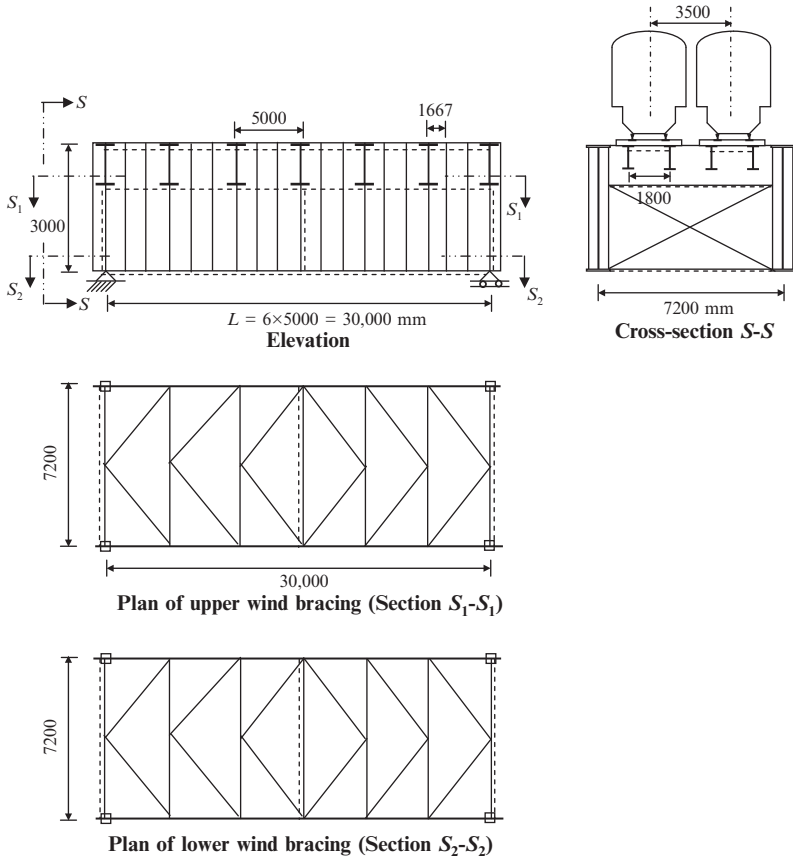 3500
S
5000
1667
S1
S1
3000
1800
S2
S2
S
L = 6×5000 = 30,000 mm
7200 mm
Elevation
Cross-section S-S
7200
30,000
Plan of upper wind bracing (Section S1-S1)
7200
Plan of lower wind bracing (Section S2-S2)